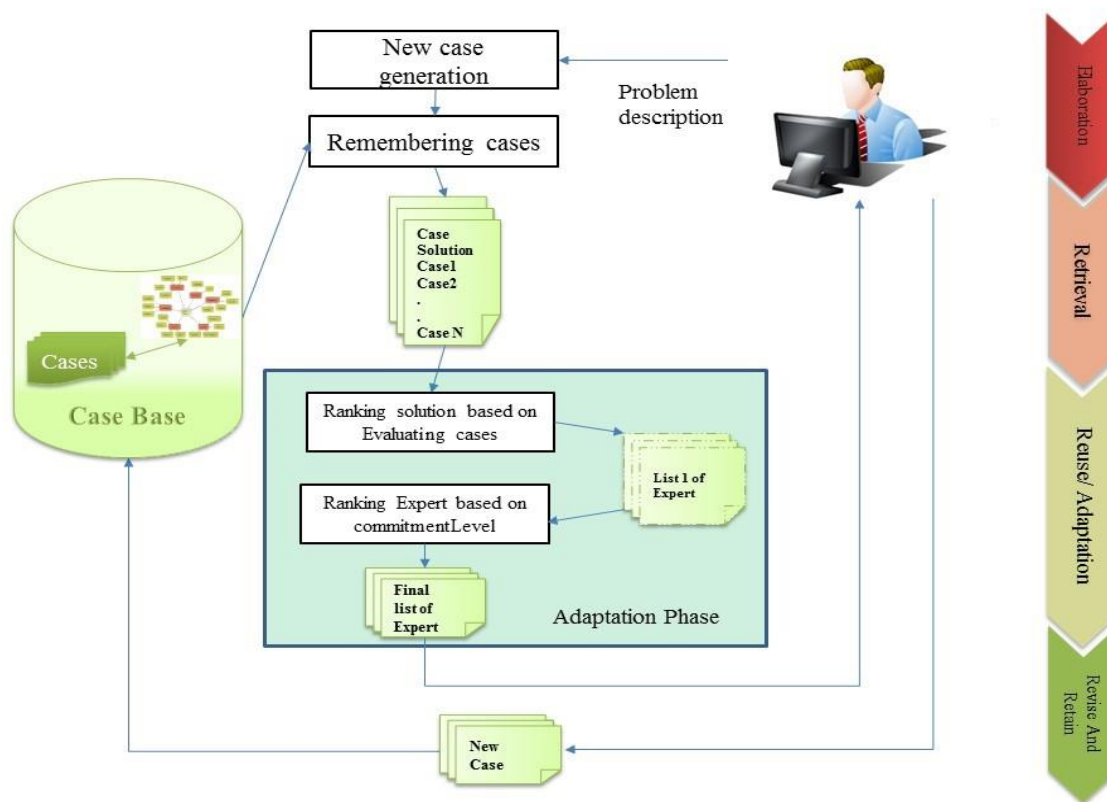 New case
generation
Problem
description
Remembering cases
Case
Solution
Case1
Case2
.
.
Case N
Cases
Case Base
Ranking solution based on
Evaluating cases
List 1 of
Expert
Ranking Expert based on
commitmentLevel
Final
list of
Expert
Adaptation Phase
New
Case
Elaboration
Retrieval
Reuse/ Adaptation
Revise And
Retain